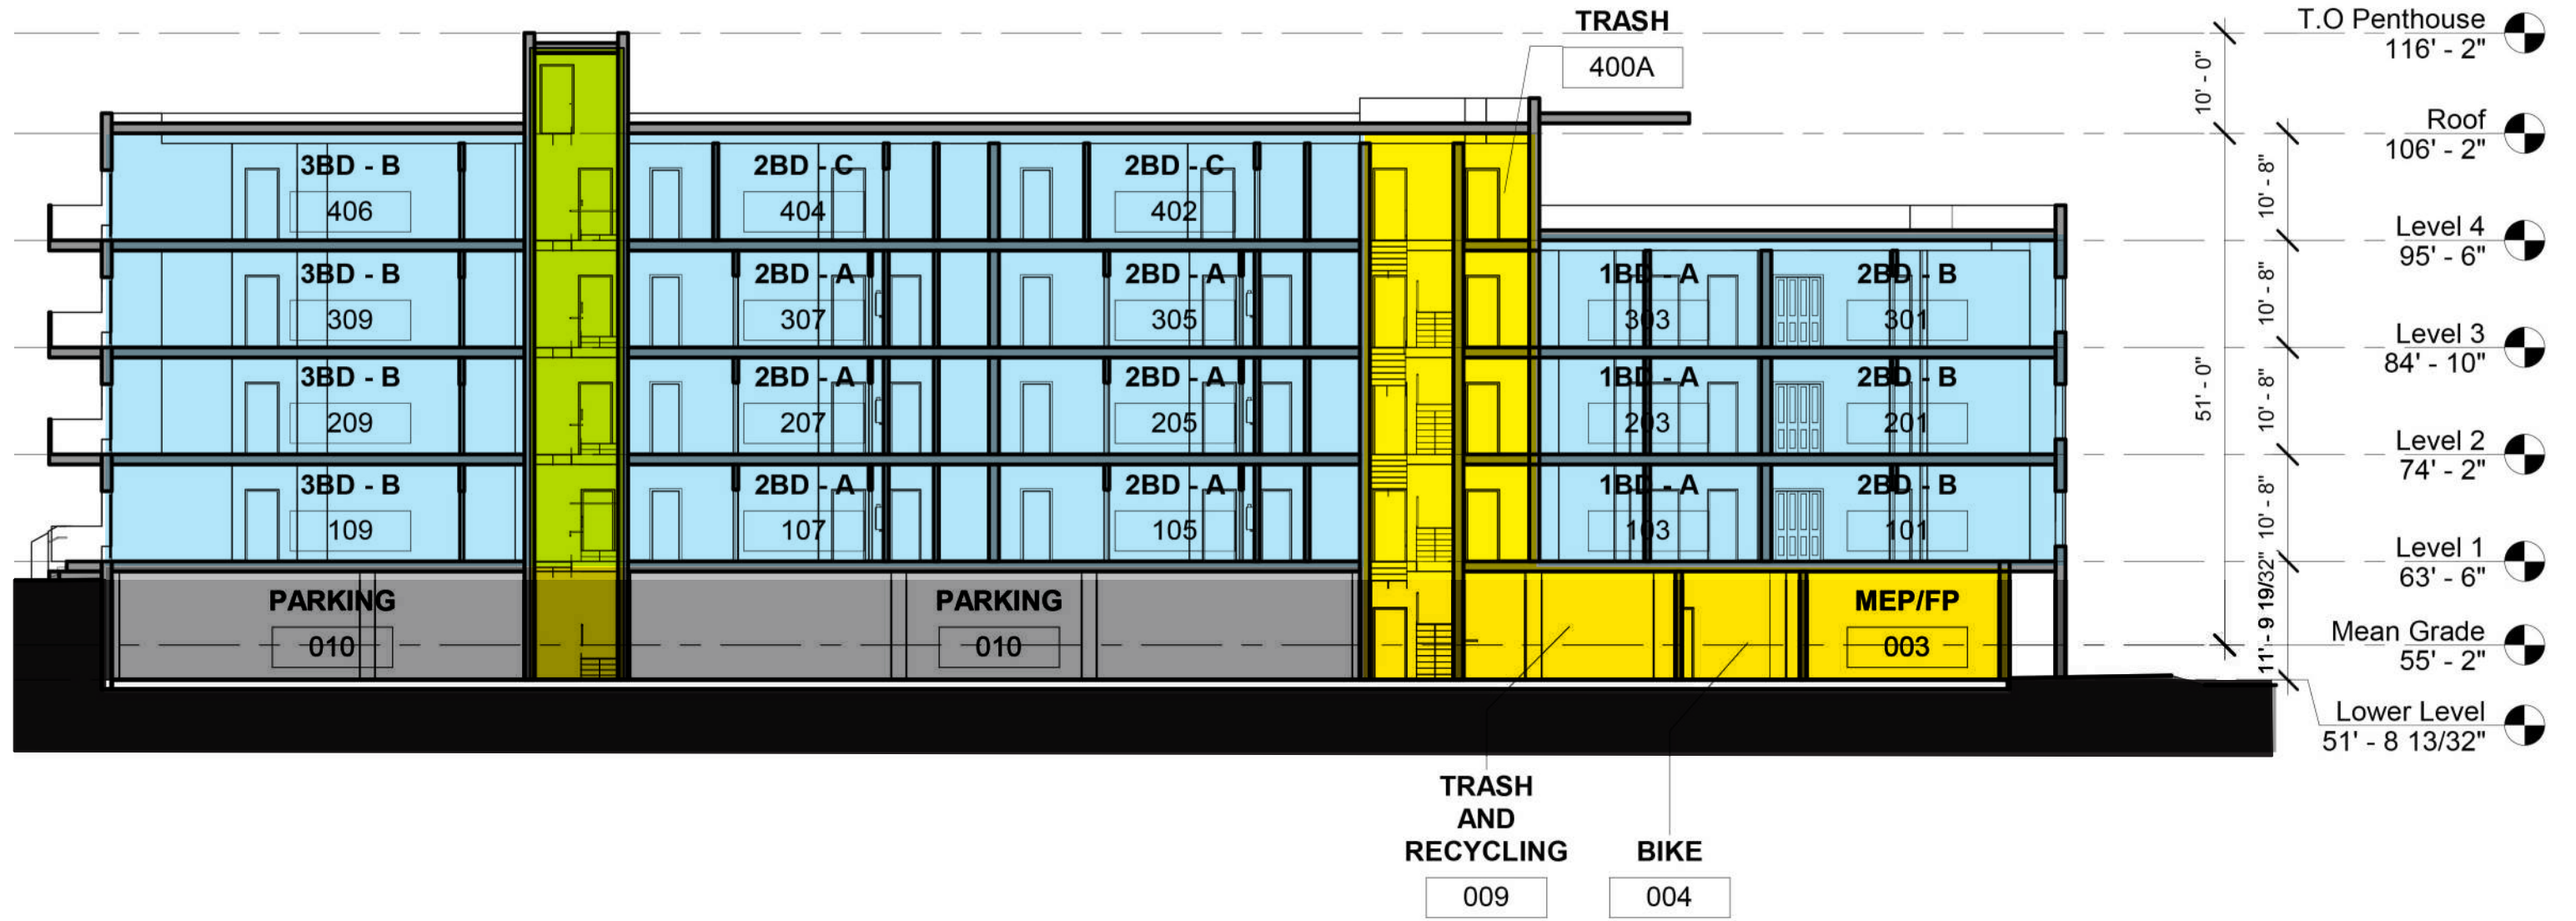 TRASH
400A
T.O Penthouse
116' - 2"
10' - 0"
Roof
106' - 2"
3BD - B
406
2BD - C
404
2BD - C
402
10' - 8"
Level 4
95' - 6"
3BD - B
309
2BD - A
307
2BD - A
305
1BD - A
303
2BD - B
301
10' - 8"
Level 3
84' - 10"
3BD - B
209
2BD - A
207
2BD - A
205
1BD - A
203
2BD - B
201
51' - 0"
10' - 8"
Level 2
74' - 2"
3BD - B
109
2BD - A
107
2BD - A
105
1BD - A
103
2BD - B
101
10' - 8"
Level 1
63' - 6"
PARKING
010
PARKING
010
MEP/FP
003
11' - 9 19/32"
Mean Grade
55' - 2"
Lower Level
51' - 8 13/32"
TRASH
AND
RECYCLING
009
BIKE
004